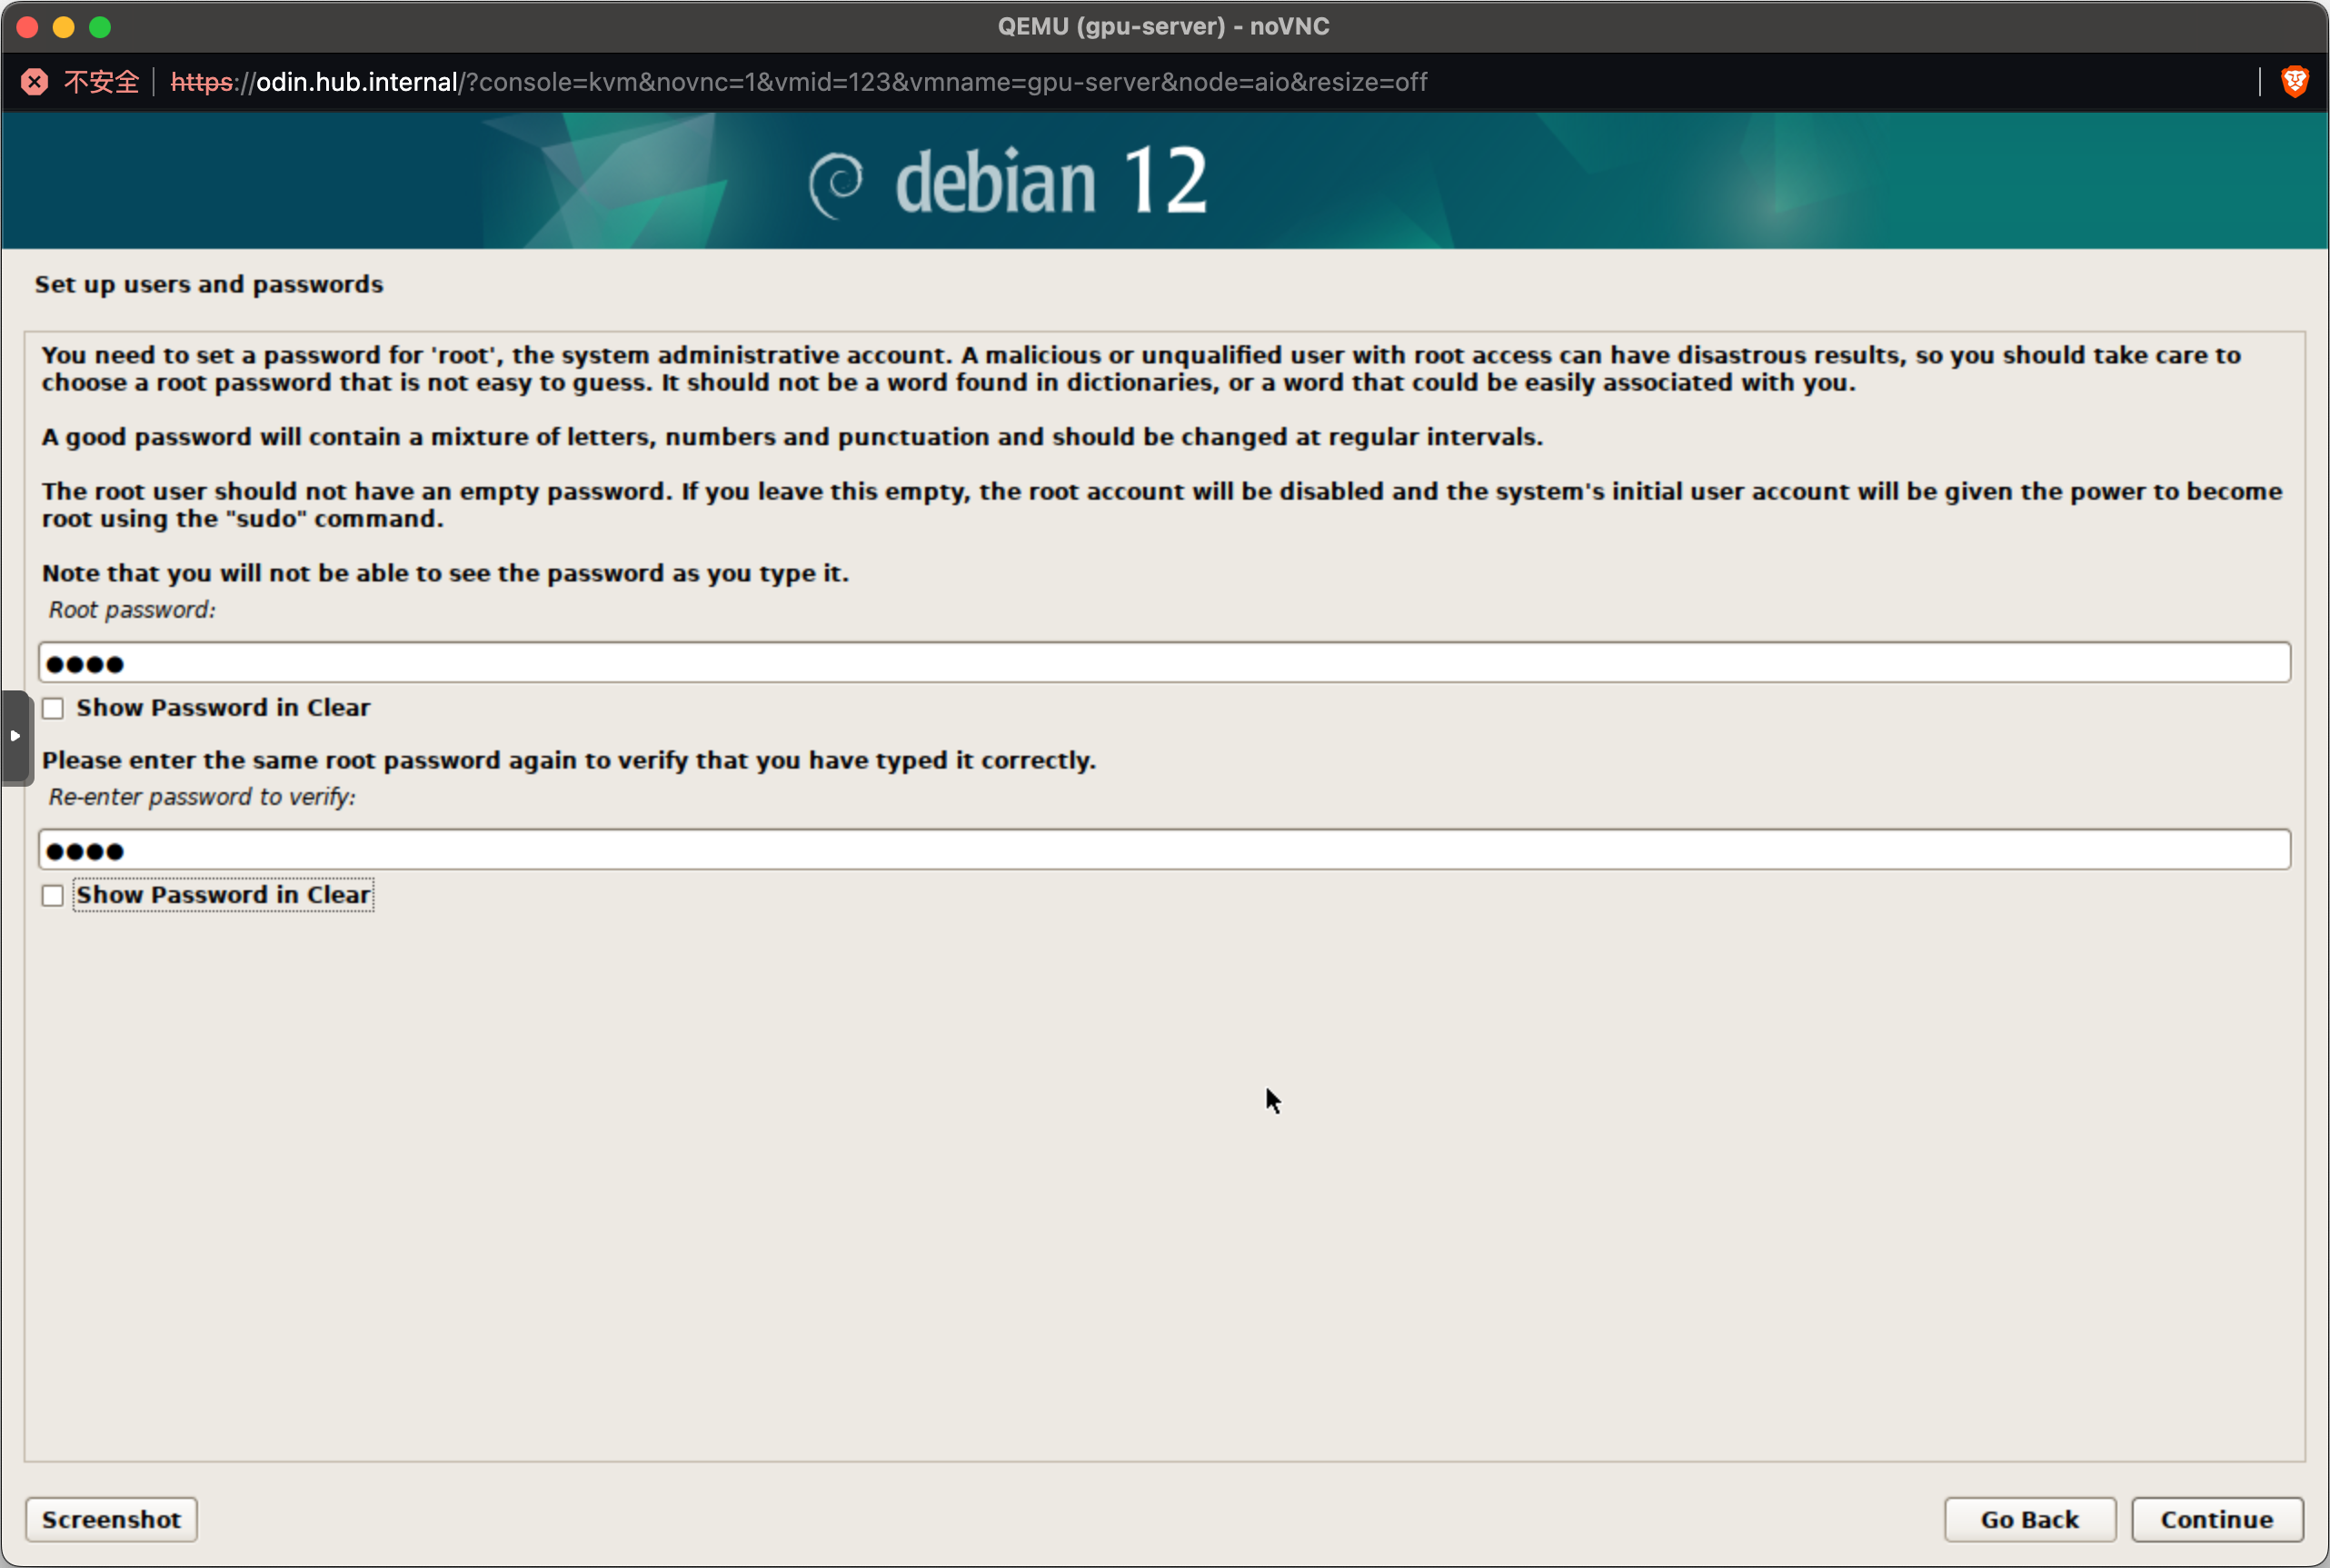 QEMU (gpu-server) - noVNC
不安全 https://odin.hub.internal/?console=kvm&novnc=1&vmid=123&vmname=gpu-server&node=aio&resize=off
debian 12
Set up users and passwords
You need to set a password for 'root', the system administrative account. A malicious or unqualified user with root access can have disastrous results, so you should take care to
choose a root password that is not easy to guess. It should not be a word found in dictionaries, or a word that could be easily associated with you.
A good password will contain a mixture of letters, numbers and punctuation and should be changed at regular intervals.
The root user should not have an empty password. If you leave this empty, the root account will be disabled and the system's initial user account will be given the power to become
root using the "sudo" command.
Note that you will not be able to see the password as you type it.
Root password:
●●●●
Show Password in Clear
Please enter the same root password again to verify that you have typed it correctly.
Re-enter password to verify:
●●●●
Show Password in Clear
Screenshot Go Back Continue